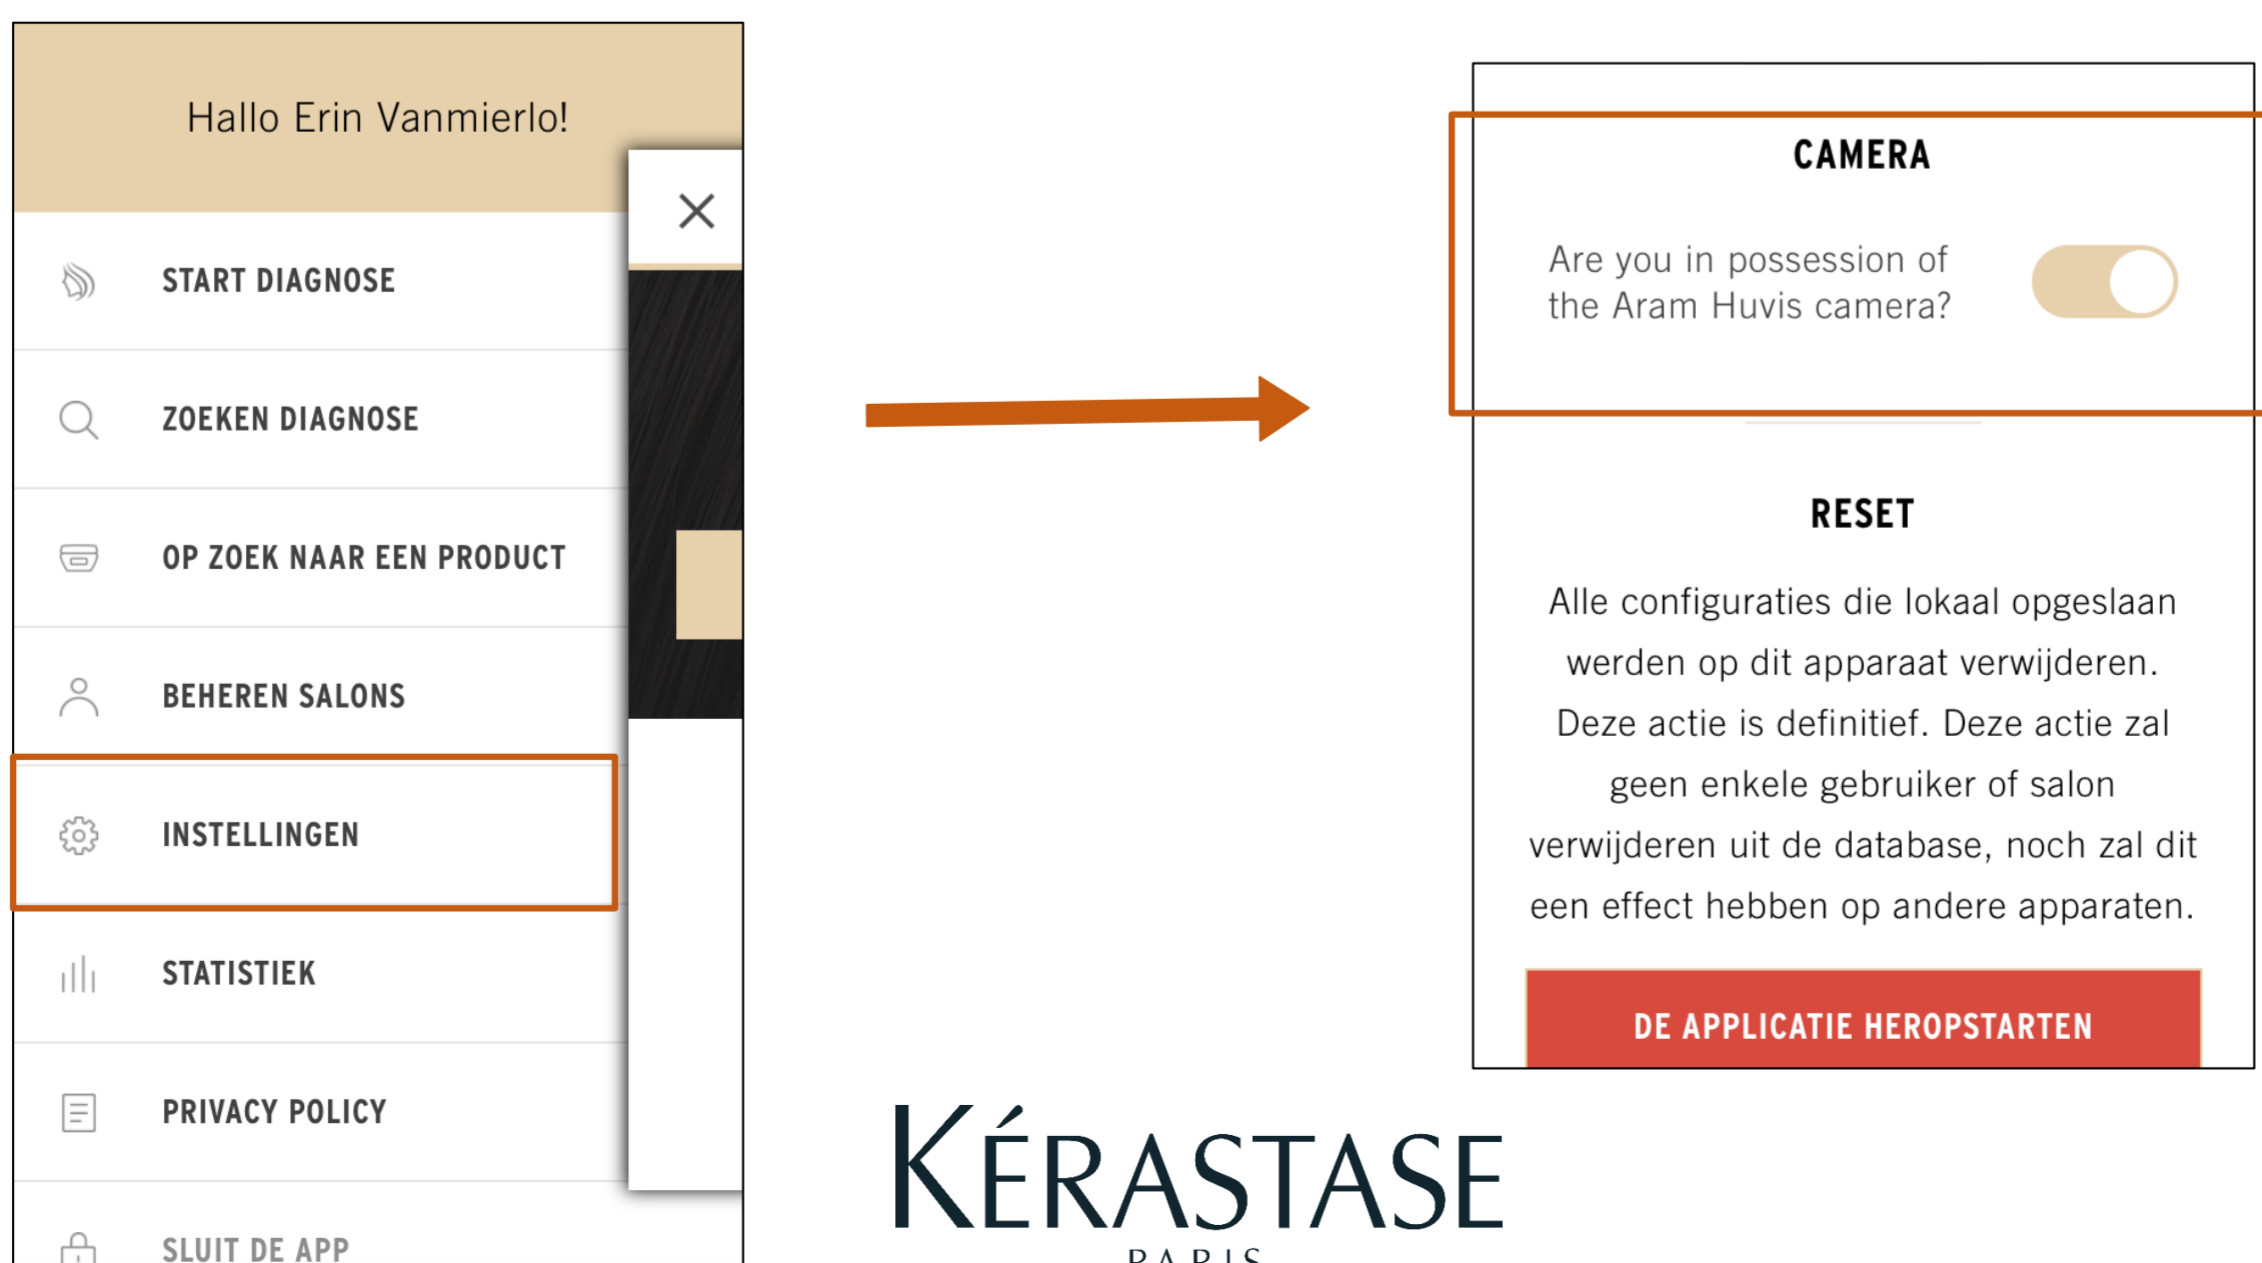 Hallo Erin Vanmierlo!
START DIAGNOSE
ZOEKEN DIAGNOSE
OP ZOEK NAAR EEN PRODUCT
BEHEREN SALONS
INSTELLINGEN
STATISTIEK
PRIVACY POLICY
SLUIT DE APP
CAMERA
Are you in possession of
the Aram Huvis camera?
RESET
Alle configuraties die lokaal opgeslaan
werden op dit apparaat verwijderen.
Deze actie is definitief. Deze actie zal
geen enkele gebruiker of salon
verwijderen uit de database, noch zal dit
een effect hebben op andere apparaten.
DE APPLICATIE HEROPSTARTEN
KÉRASTASE
PARIS